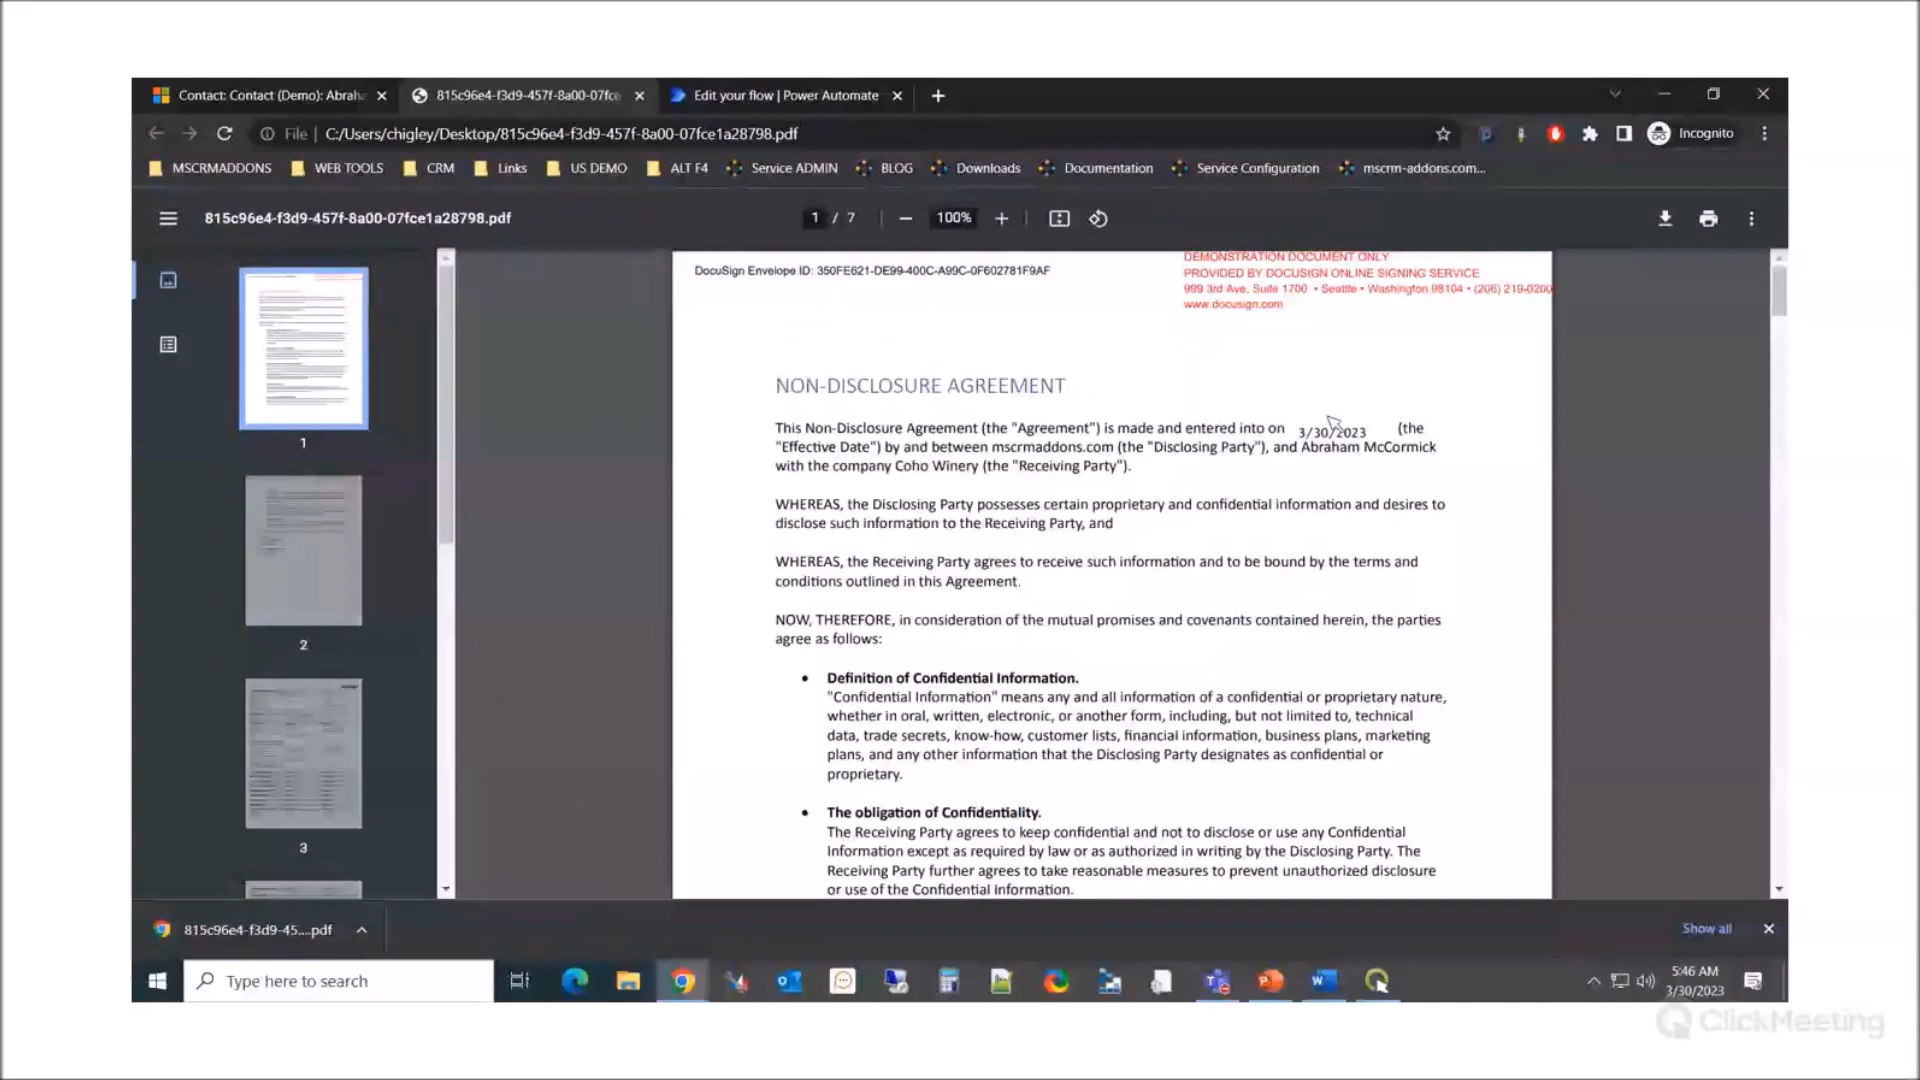 Contact: Contact (Demo): Abrah
815c96e4-f3d9-457f-8a00-07fce
Edit your flow | Power Automate
File | C:/Users/chigley/Desktop/815c96e4-f3d9-457f-8a00-07fce1a28798.pdf
Incognito
MSCRMADDONS WEB TOOLS CRM Links US DEMO ALT F4 Service ADMIN BLOG Downloads Documentation Service Configuration mscrm-addons.com...
815c96e4-f3d9-457f-8a00-07fce1a28798.pdf
1 / 7
100%
1
2
3
DocuSign Envelope ID: 350FE621-DE99-400C-A99C-0F602781F9AF
DEMONSTRATION DOCUMENT ONLY
PROVIDED BY DOCUSIGN ONLINE SIGNING SERVICE
999 3rd Ave, Suite 1700 • Seattle • Washington 98104 • (206) 219-0200
www.docusign.com
NON-DISCLOSURE AGREEMENT
This Non-Disclosure Agreement (the "Agreement") is made and entered into on 3/30/2023 (the
"Effective Date") by and between mscrmaddons.com (the "Disclosing Party"), and Abraham McCormick
with the company Coho Winery (the "Receiving Party").
WHEREAS, the Disclosing Party possesses certain proprietary and confidential information and desires to
disclose such information to the Receiving Party, and
WHEREAS, the Receiving Party agrees to receive such information and to be bound by the terms and
conditions outlined in this Agreement.
NOW, THEREFORE, in consideration of the mutual promises and covenants contained herein, the parties
agree as follows:
• Definition of Confidential Information.
"Confidential Information" means any and all information of a confidential or proprietary nature,
whether in oral, written, electronic, or another form, including, but not limited to, technical
data, trade secrets, know-how, customer lists, financial information, business plans, marketing
plans, and any other information that the Disclosing Party designates as confidential or
proprietary.
• The obligation of Confidentiality.
The Receiving Party agrees to keep confidential and not to disclose or use any Confidential
Information except as required by law or as authorized in writing by the Disclosing Party. The
Receiving Party further agrees to take reasonable measures to prevent unauthorized disclosure
or use of the Confidential Information.
815c96e4-f3d9-45....pdf
Show all
Type here to search
5:46 AM
3/30/2023
ClickMeeting